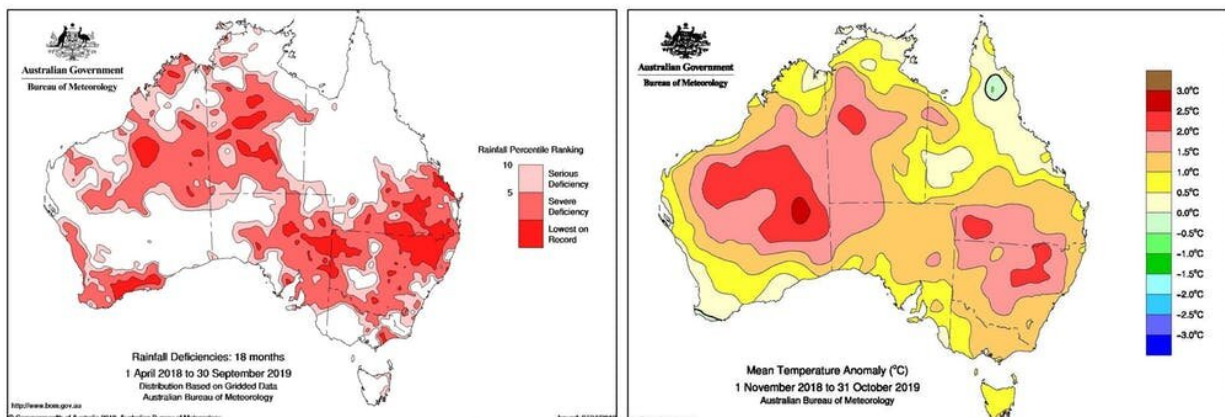 Australian Government
Bureau of Meteorology
Rainfall Percentile Ranking
10
Serious
Deficiency
5
Severe
Deficiency
Lowest on
Record
Rainfall Deficiencies: 18 months
1 April 2018 to 30 September 2019
Distribution Based on Gridded Data
Australian Bureau of Meteorology
http://www.bom.gov.au
Australian Government
Bureau of Meteorology
3.0°C
2.5°C
2.0°C
1.5°C
1.0°C
0.5°C
0.0°C
-0.5°C
-1.0°C
-1.5°C
-2.0°C
-2.5°C
-3.0°C
Mean Temperature Anomaly (°C)
1 November 2018 to 31 October 2019
Australian Bureau of Meteorology